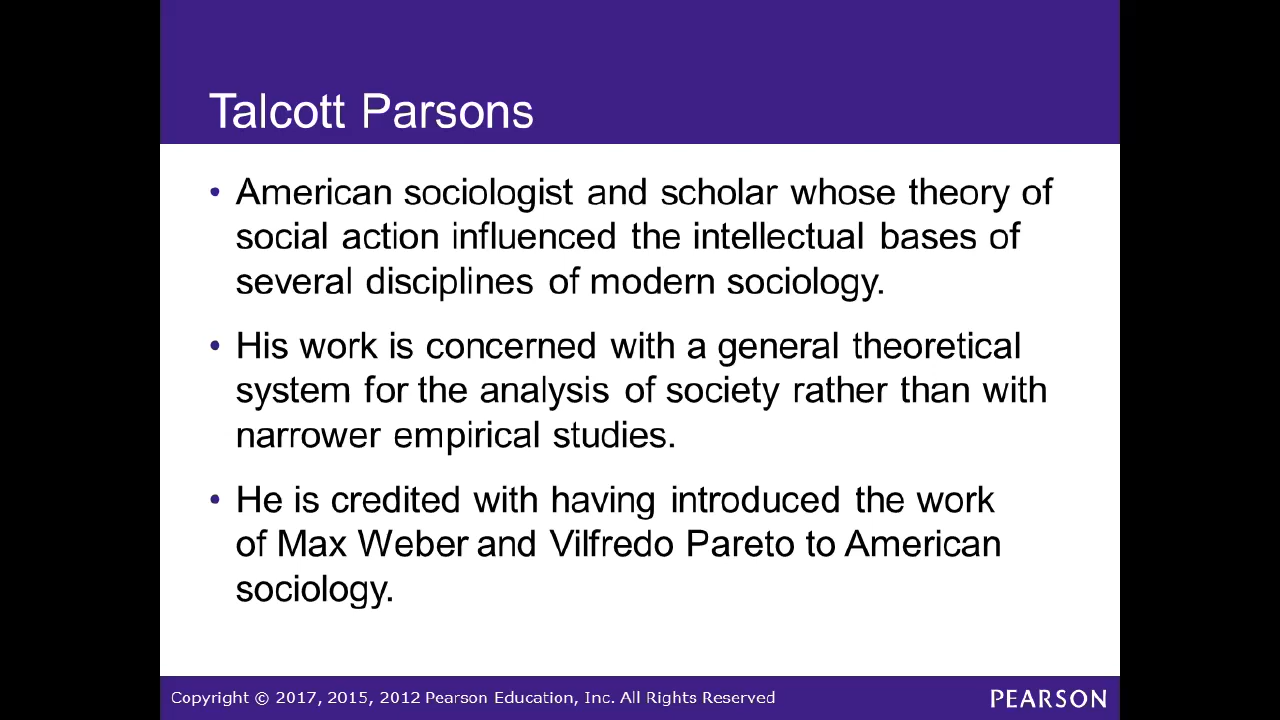 Talcott Parsons
• American sociologist and scholar whose theory of
social action influenced the intellectual bases of
several disciplines of modern sociology.
• His work is concerned with a general theoretical
system for the analysis of society rather than with
narrower empirical studies.
• He is credited with having introduced the work
of Max Weber and Vilfredo Pareto to American
sociology.
Copyright © 2017, 2015, 2012 Pearson Education, Inc. All Rights Reserved
PEARSON